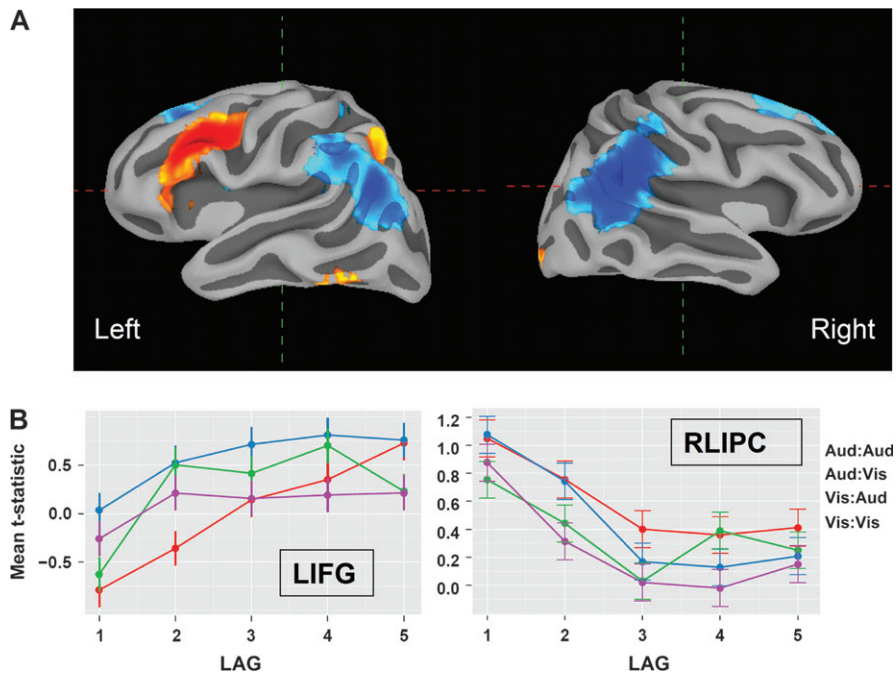 A
Left
Right
B
Mean t-statistic
0.5
0.0
−0.5
LIFG
1 2 3 4 5
LAG
1.2
1.0
0.8
0.6
0.4
0.2
0.0
RLIPC
1 2 3 4 5
LAG
Aud:Aud
Aud:Vis
Vis:Aud
Vis:Vis